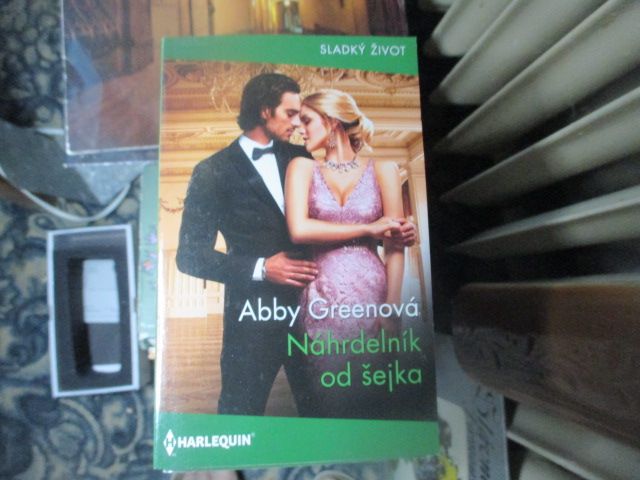 SLADKÝ ŽIVOT
Abby Greenová
Náhrdelník
od šejka
HARLEQUIN®